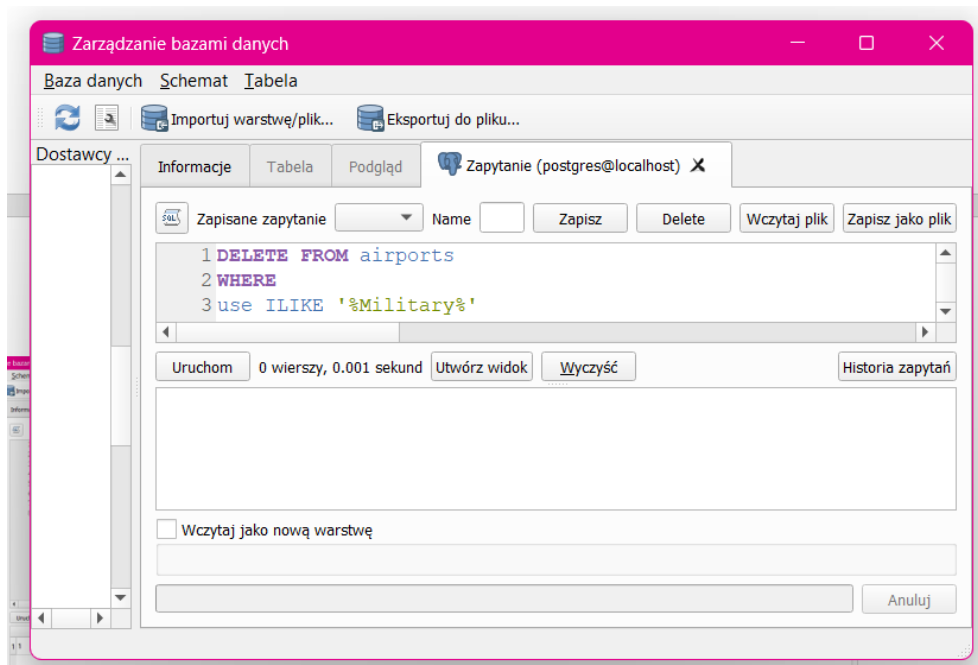 Zarządzanie bazami danych
Baza danych Schemat Tabela
Importuj warstwę/plik... Eksportuj do pliku...
Dostawcy ...
Informacje Tabela Podgląd Zapytanie (postgres@localhost)
SQL Zapisane zapytanie Name Zapisz Delete Wczytaj plik Zapisz jako plik
1 DELETE FROM airports
2 WHERE
3 use ILIKE '%Military%'
Uruchom 0 wierszy, 0.001 sekund Utwórz widok Wyczyść Historia zapytań
Wczytaj jako nową warstwę
Anuluj